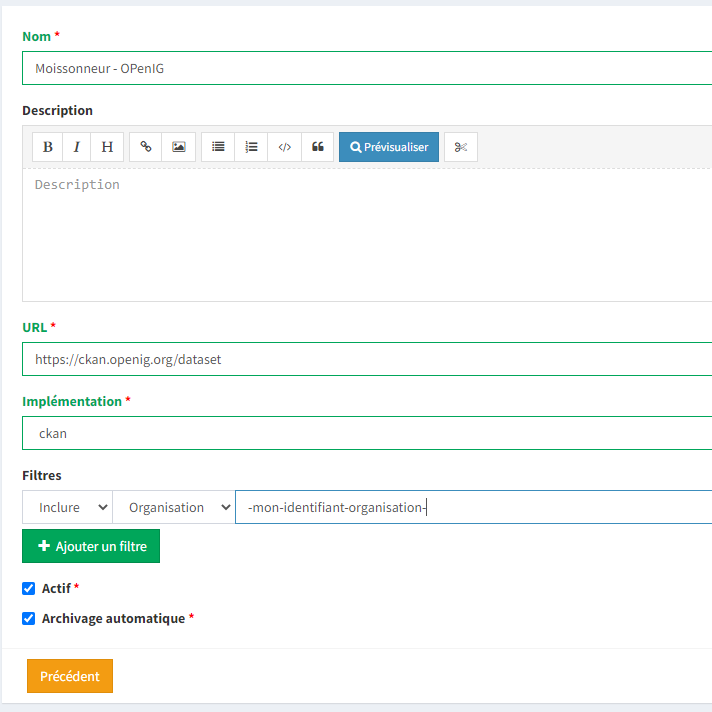 Nom *
Moissonneur - OPenIG
Description
B I H Prévisualiser
Description
URL *
https://ckan.openig.org/dataset
Implémentation *
ckan
Filtres
Inclure Organisation -mon-identifiant-organisation-
Ajouter un filtre
Actif *
Archivage automatique *
Précédent